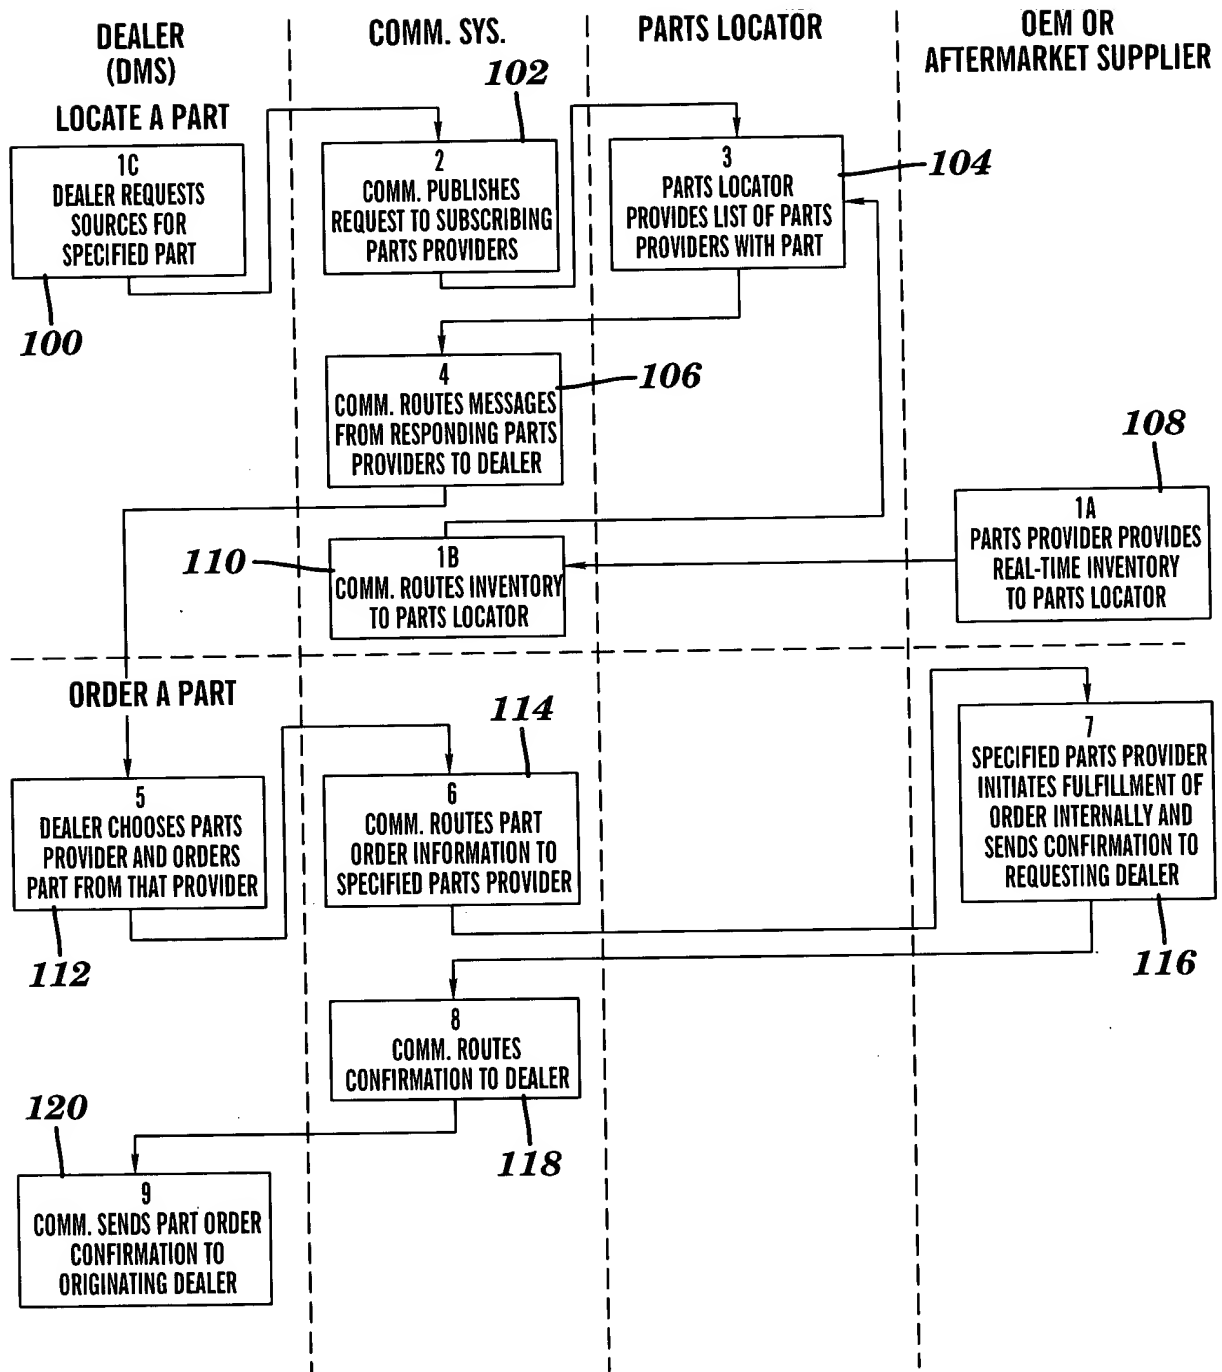 DEALER
(DMS)
COMM. SYS.
PARTS LOCATOR
OEM OR
AFTERMARKET SUPPLIER
LOCATE A PART
102
1C
DEALER REQUESTS
SOURCES FOR
SPECIFIED PART
100
2
COMM. PUBLISHES
REQUEST TO SUBSCRIBING
PARTS PROVIDERS
3
PARTS LOCATOR
PROVIDES LIST OF PARTS
PROVIDERS WITH PART
104
4
COMM. ROUTES MESSAGES
FROM RESPONDING PARTS
PROVIDERS TO DEALER
106
108
1A
PARTS PROVIDER PROVIDES
REAL-TIME INVENTORY
TO PARTS LOCATOR
110
1B
COMM. ROUTES INVENTORY
TO PARTS LOCATOR
ORDER A PART
114
5
DEALER CHOOSES PARTS
PROVIDER AND ORDERS
PART FROM THAT PROVIDER
112
6
COMM. ROUTES PART
ORDER INFORMATION TO
SPECIFIED PARTS PROVIDER
7
SPECIFIED PARTS PROVIDER
INITIATES FULFILLMENT OF
ORDER INTERNALLY AND
SENDS CONFIRMATION TO
REQUESTING DEALER
116
8
COMM. ROUTES
CONFIRMATION TO DEALER
118
120
9
COMM. SENDS PART ORDER
CONFIRMATION TO
ORIGINATING DEALER